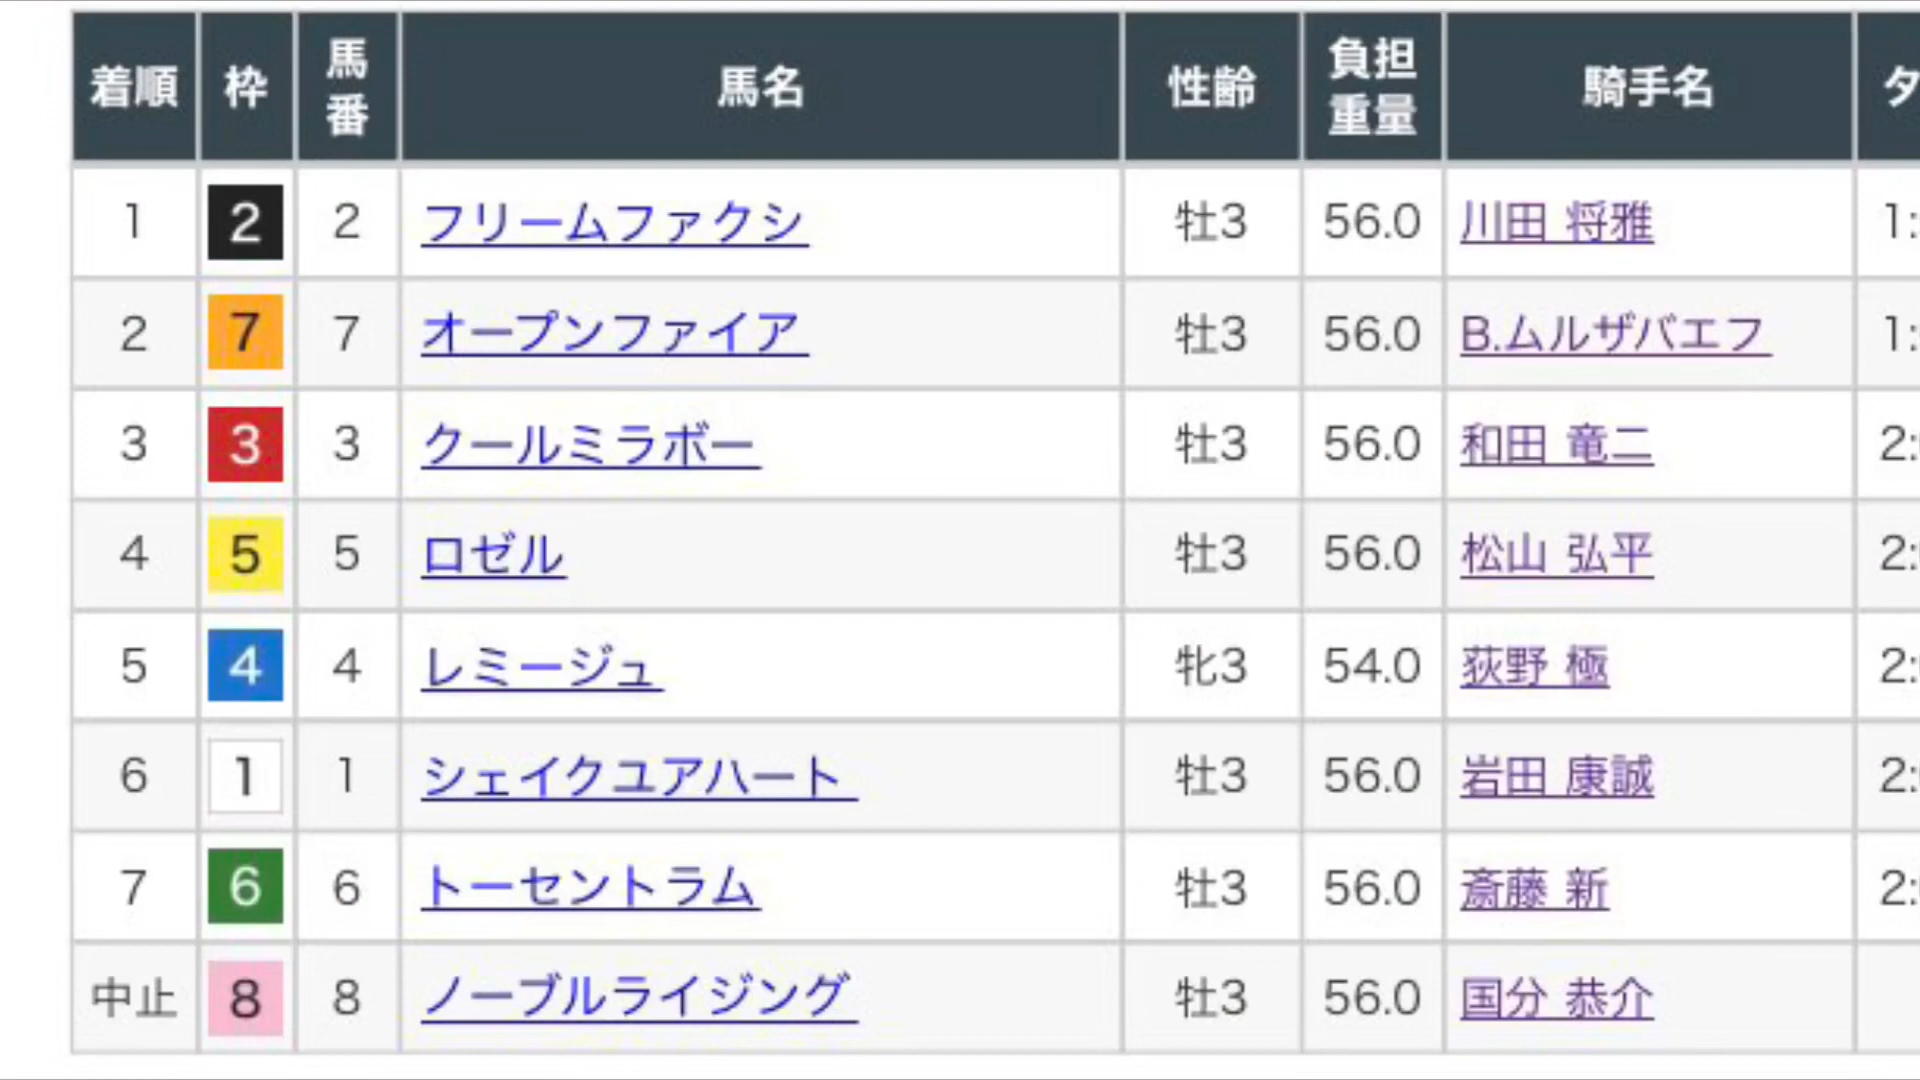 着順 枠 馬番 馬名 性齢 負担重量 騎手名 タ
1 2 2 フリームファクシ 牡3 56.0 川田 将雅 1:
2 7 7 オープンファイア 牡3 56.0 B.ムルザバエフ 1:
3 3 3 クールミラボー 牡3 56.0 和田 竜二 2:
4 5 5 ロゼル 牡3 56.0 松山 弘平 2:
5 4 4 レミージュ 牝3 54.0 荻野 極 2:
6 1 1 シェイクユアハート 牡3 56.0 岩田 康誠 2:
7 6 6 トーセントラム 牡3 56.0 斎藤 新 2:
中止 8 8 ノーブルライジング 牡3 56.0 国分 恭介